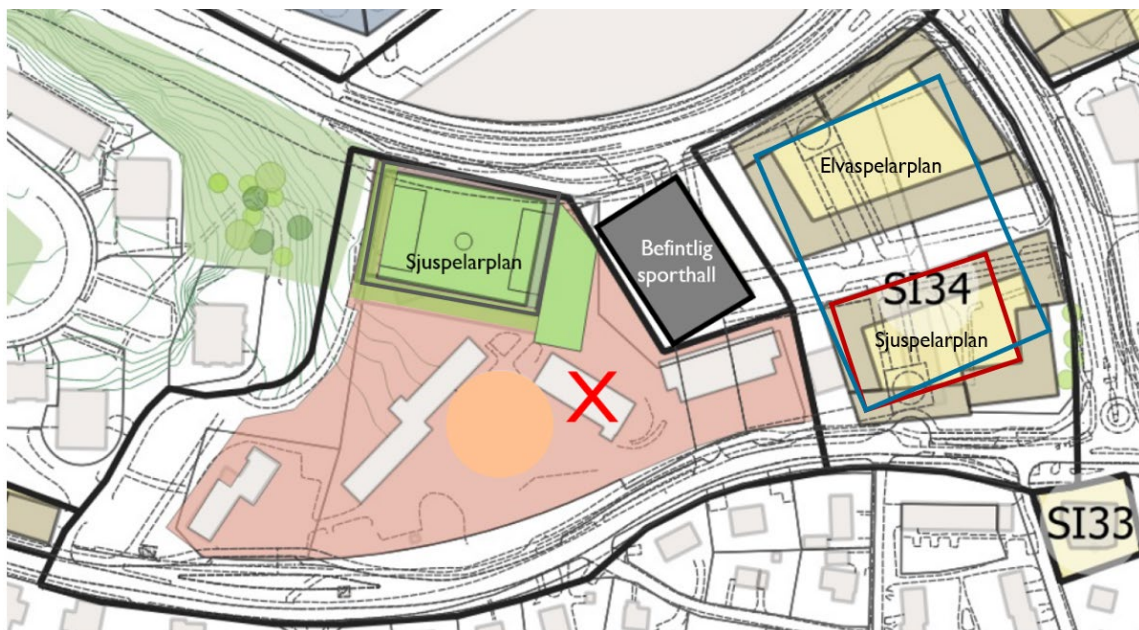 Elvaspelarplan
Sjuspelarplan
Befintlig
sporthall
SI34
Sjuspelarplan
SI33